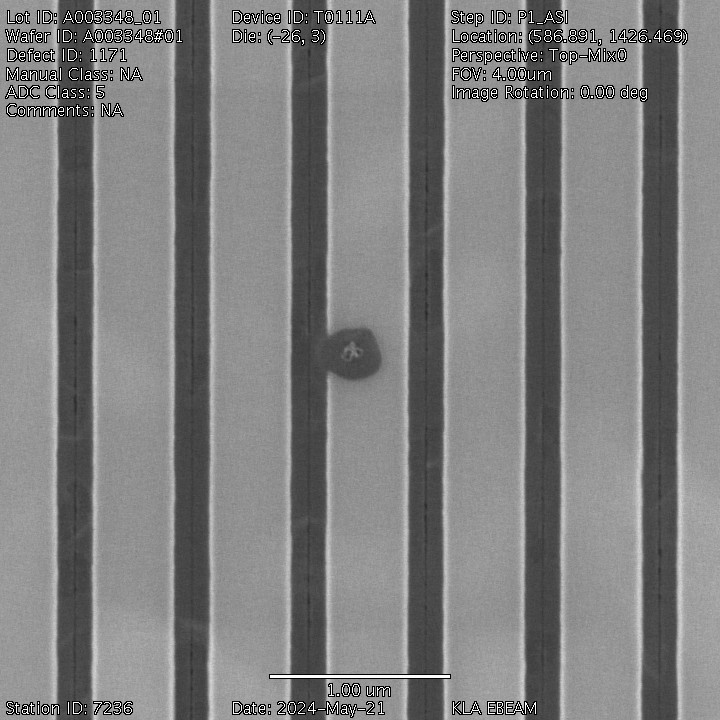 Lot ID: A003348_01 Device ID: T0111A Step ID: P1_ASI
Wafer ID: A003348#01 Die: (-26, 3) Location: (586.891, 1426.469)
Defect ID: 1171 Perspective: Top-Mix0
Manual Class: NA FOV: 4.00um
ADC Class: 5 Image Rotation: 0.00 deg
Comments: NA
1.00 um
Station ID: 7236 Date: 2024-May-21 KLA EBEAM